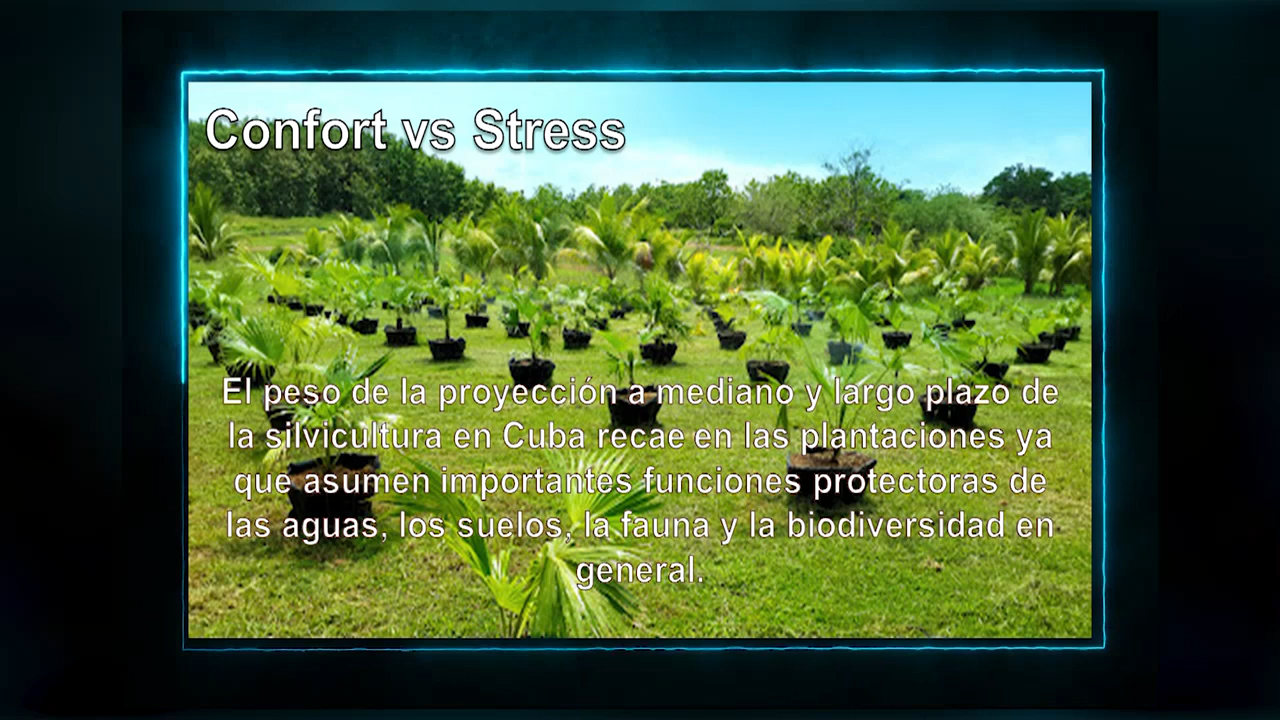 Confort vs Stress
El peso de la proyección a mediano y largo plazo de
la silvicultura en Cuba recae en las plantaciones ya
que asumen importantes funciones protectoras de
las aguas, los suelos, la fauna y la biodiversidad en
general.